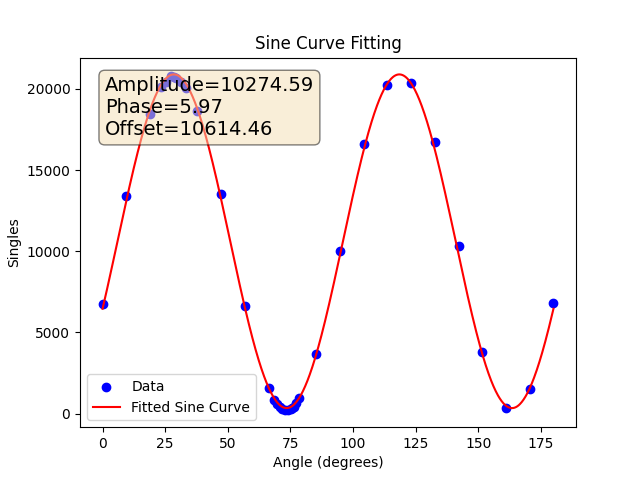 Sine Curve Fitting
Amplitude=10274.59
Phase=5.97
Offset=10614.46
20000
15000
10000
5000
0
Singles
Data
Fitted Sine Curve
0
25
50
75
100
125
150
175
Angle (degrees)